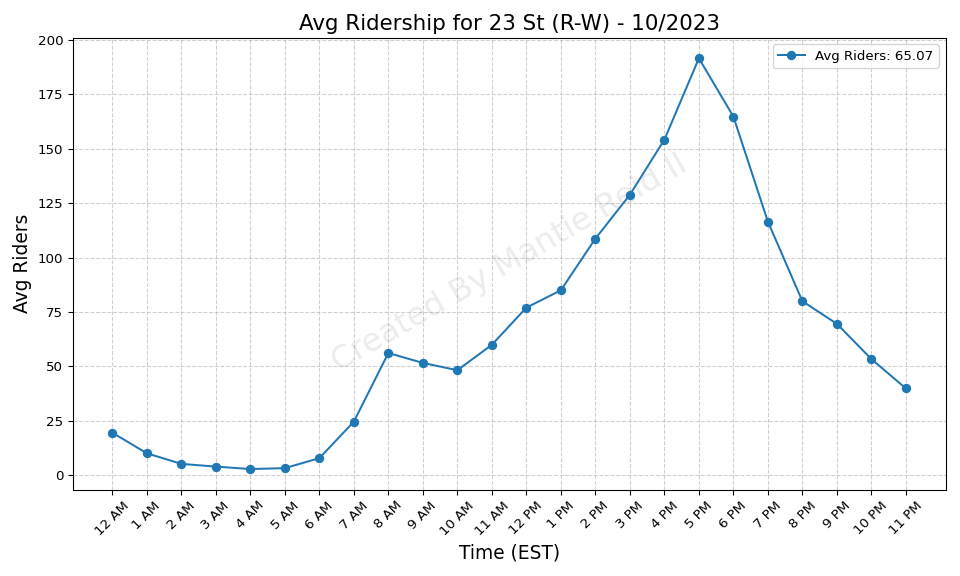 Avg Ridership for 23 St (R-W) - 10/2023
Avg Riders: 65.07
200
175
150
125
100
75
50
25
0
Avg Riders
Created By Mantle Reid II
12 AM
1 AM
2 AM
3 AM
4 AM
5 AM
6 AM
7 AM
8 AM
9 AM
10 AM
11 AM
12 PM
1 PM
2 PM
3 PM
4 PM
5 PM
6 PM
7 PM
8 PM
9 PM
10 PM
11 PM
Time (EST)